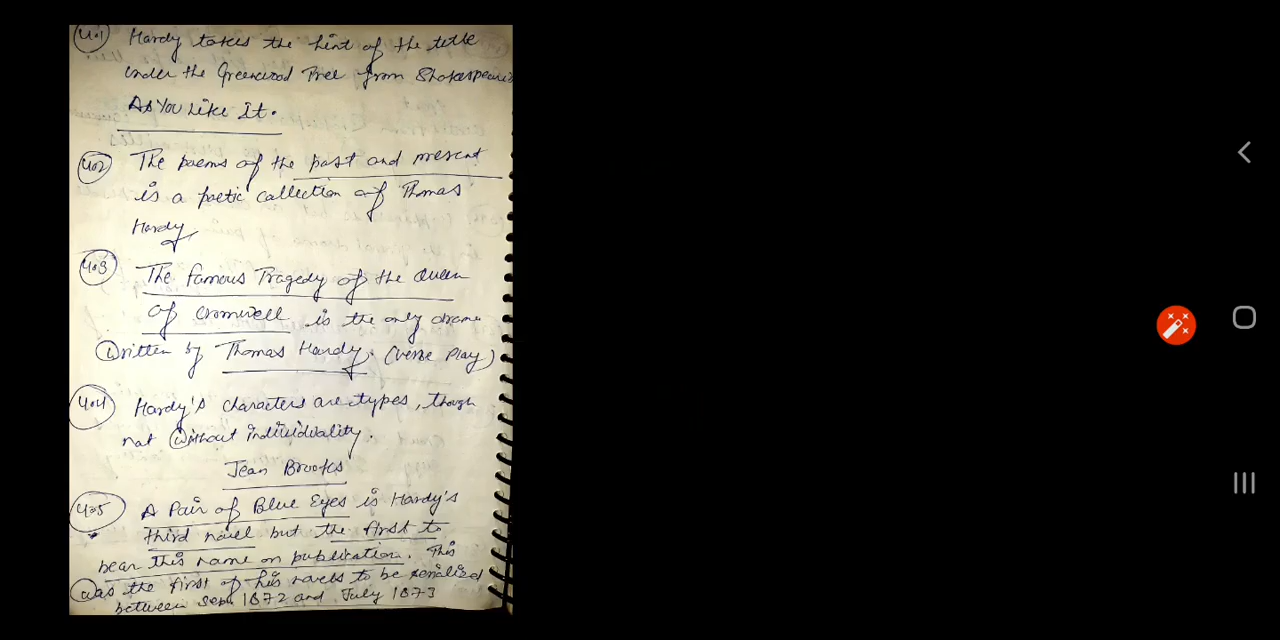 401 Hardy takes the hint of the title
under the Greenwood Tree from Shakespeare's
As You Like It.
402 The poems of the past and present
is a poetic collection of Thomas
Hardy
403 The Famous Tragedy of the Queen
of Cromwell is the only drama
Written by Thomas Hardy. (Verse Play)
404 Hardy's characters are types, though
not Without individuality.
Jean Brooks
405 A Pair of Blue Eyes is Hardy's
third novel but the first to
bear this name on publication. This
Was the first of his novels to be serialized
between Sep. 1872 and July 1873